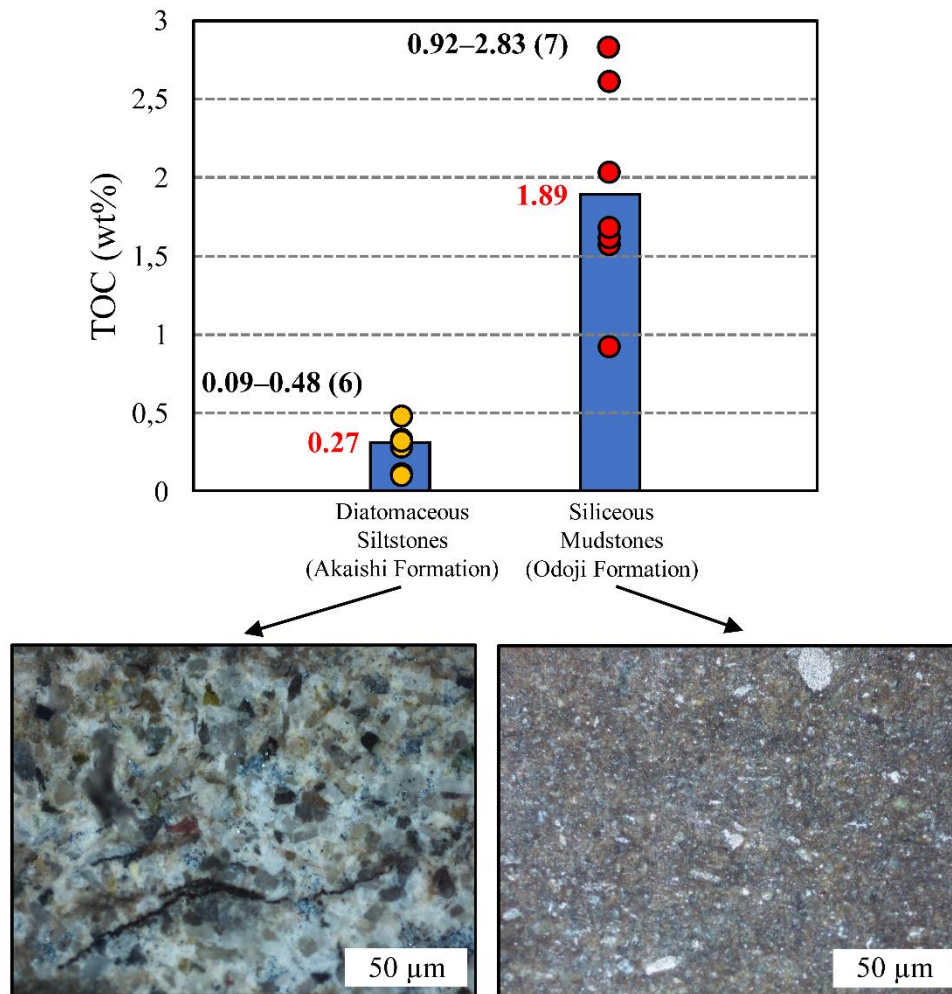 3
0.92–2.83 (7)
2,5
2
1.89
1,5
1
0.09–0.48 (6)
0,5
0.27
0
TOC (wt%)
Diatomaceous
Siltstones
(Akaishi Formation)
Siliceous
Mudstones
(Odoji Formation)
50 µm
50 µm